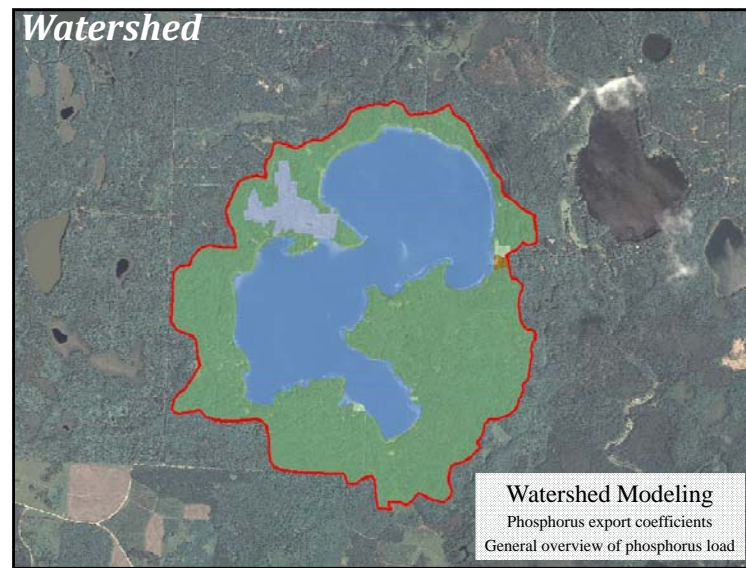 Watershed
Watershed Modeling
Phosphorus export coefficients
General overview of phosphorus load